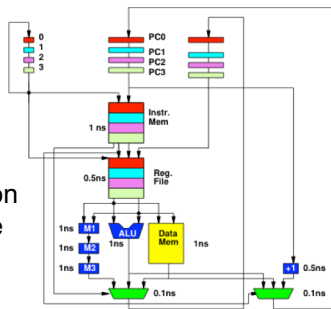 0
1
2
3
PC0
PC1
PC2
PC3
Instr.
Mem
1 ns
0.5ns
Reg.
File
on
e
1ns M1
1ns M2
1ns M3
ALU
1ns
Data
Mem
1ns
+1 0.5ns
0.1ns
0.1ns